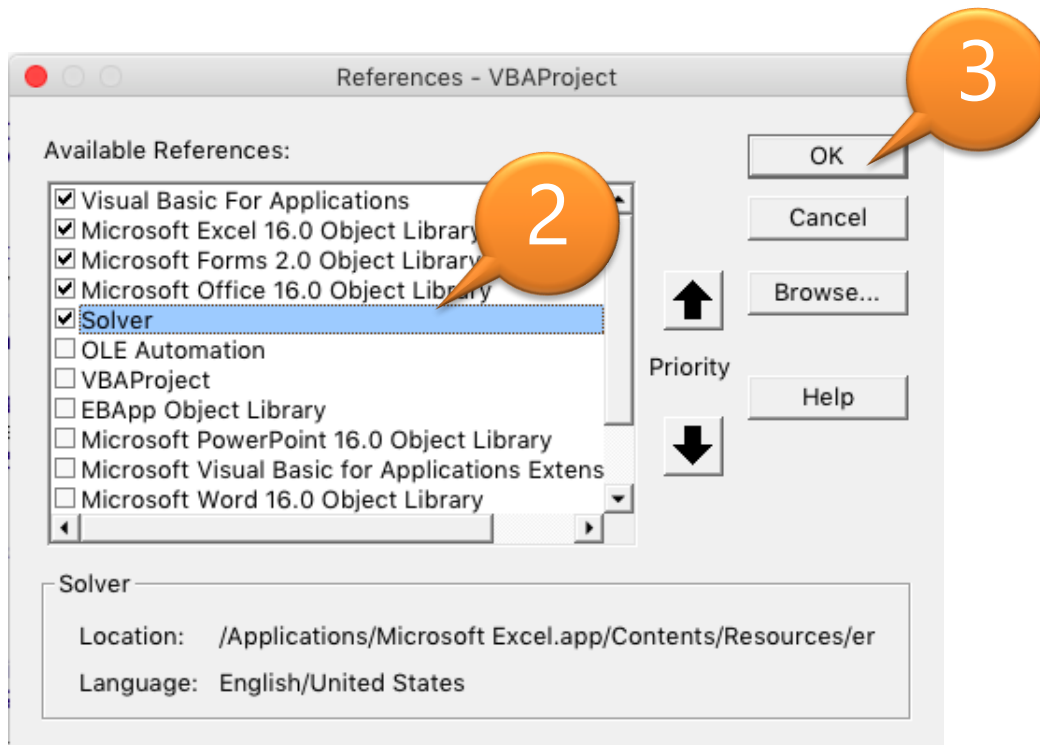 3
References - VBAProject
Available References:
OK
2
Visual Basic For Applications
Cancel
Microsoft Excel 16.0 Object Library
Microsoft Forms 2.0 Object Library
Microsoft Office 16.0 Object Library
Browse...
Solver
OLE Automation
Priority
VBAProject
Help
EBApp Object Library
Microsoft PowerPoint 16.0 Object Library
Microsoft Visual Basic for Applications Extens
Microsoft Word 16.0 Object Library
Solver
Location: /Applications/Microsoft Excel.app/Contents/Resources/er
Language: English/United States